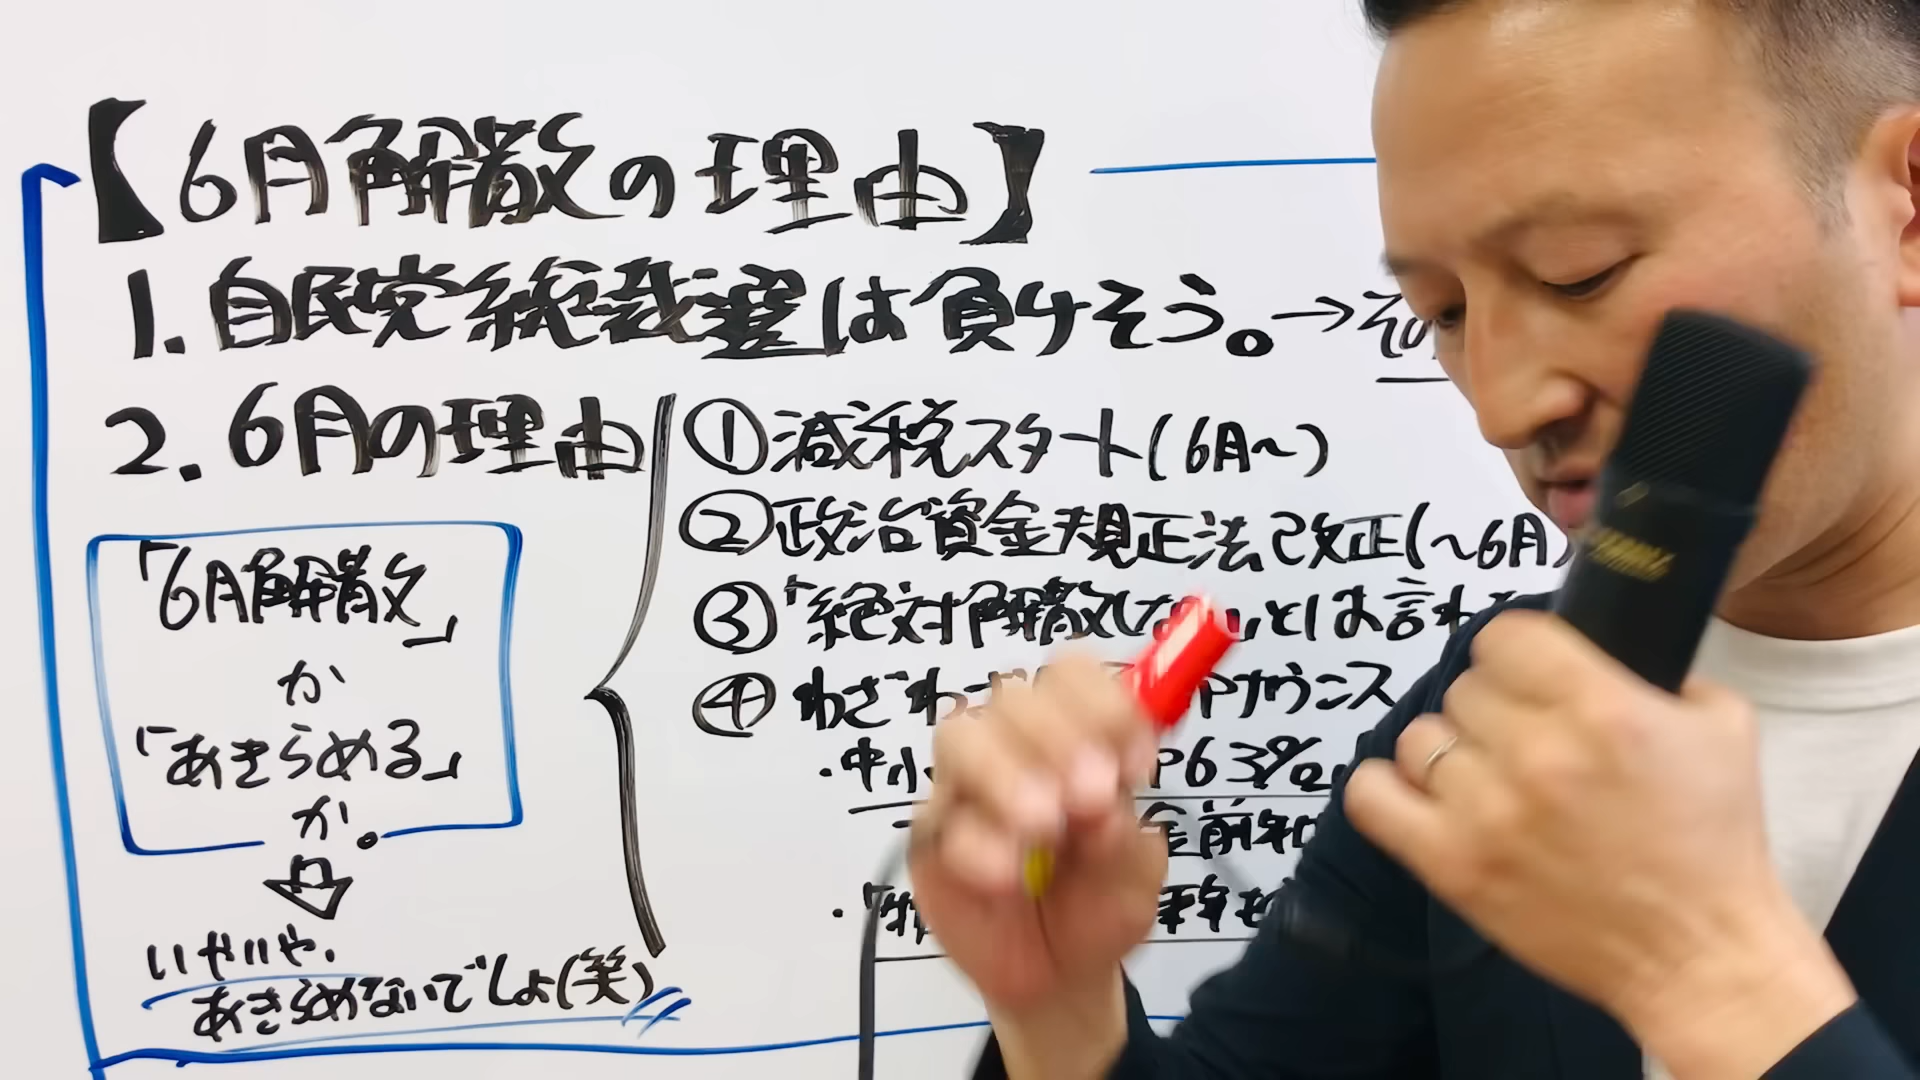 【6月解散の理由】
1.自民党総裁選は負けそう。→その
2.6月の理由
①減税スタート(6月〜)
②政治資金規正法改正(〜6月)
③「絶対解散しない」とは言わ
④わざわざ アナウンス
・中小 63%
金前年
「6月解散」
か
「あきらめる」
か。
いやいや、
あきらめないでしょ(笑)